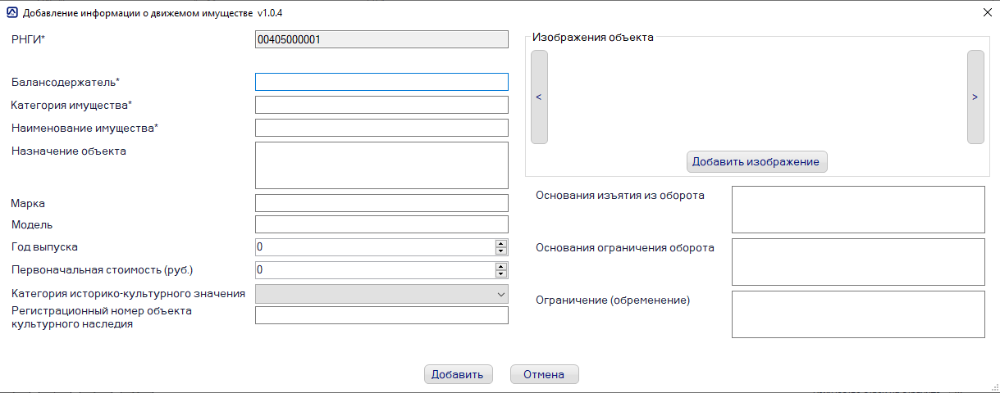 Добавление информации о движемом имуществе v1.0.4
РНГИ*
00405000001
Балансодержатель*
Категория имущества*
Наименование имущества*
Назначение объекта
Марка
Модель
Год выпуска
0
Первоначальная стоимость (руб.)
0
Категория историко-культурного значения
Регистрационный номер объекта
культурного наследия
Изображения объекта
<
>
Добавить изображение
Основания изъятия из оборота
Основания ограничения оборота
Ограничение (обременение)
Добавить
Отмена